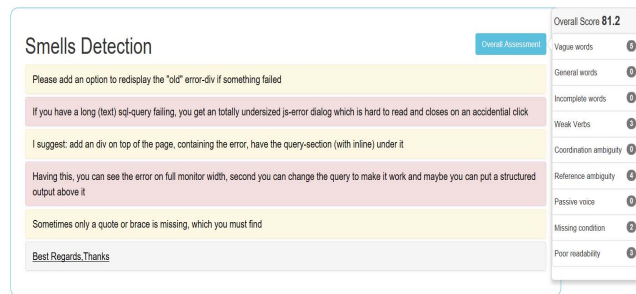 Smells Detection
Overall Assessment
Please add an option to redisplay the "old" error-div if something failed
If you have a long (text) sql-query failing, you get an totally undersized js-error dialog which is hard to read and closes on an accidential click
I suggest: add an div on top of the page, containing the error, have the query-section (with inline) under it
Having this, you can see the error on full monitor width, second you can change the query to make it work and maybe you can put a structured
output above it
Sometimes only a quote or brace is missing, which you must find
Best Regards,Thanks
Overall Score 81.2
Vague words 5
General words 0
Incomplete words 0
Weak Verbs 3
Coordination ambiguity 0
Reference ambiguity 4
Passive voice 0
Missing condition 2
Poor readability 3